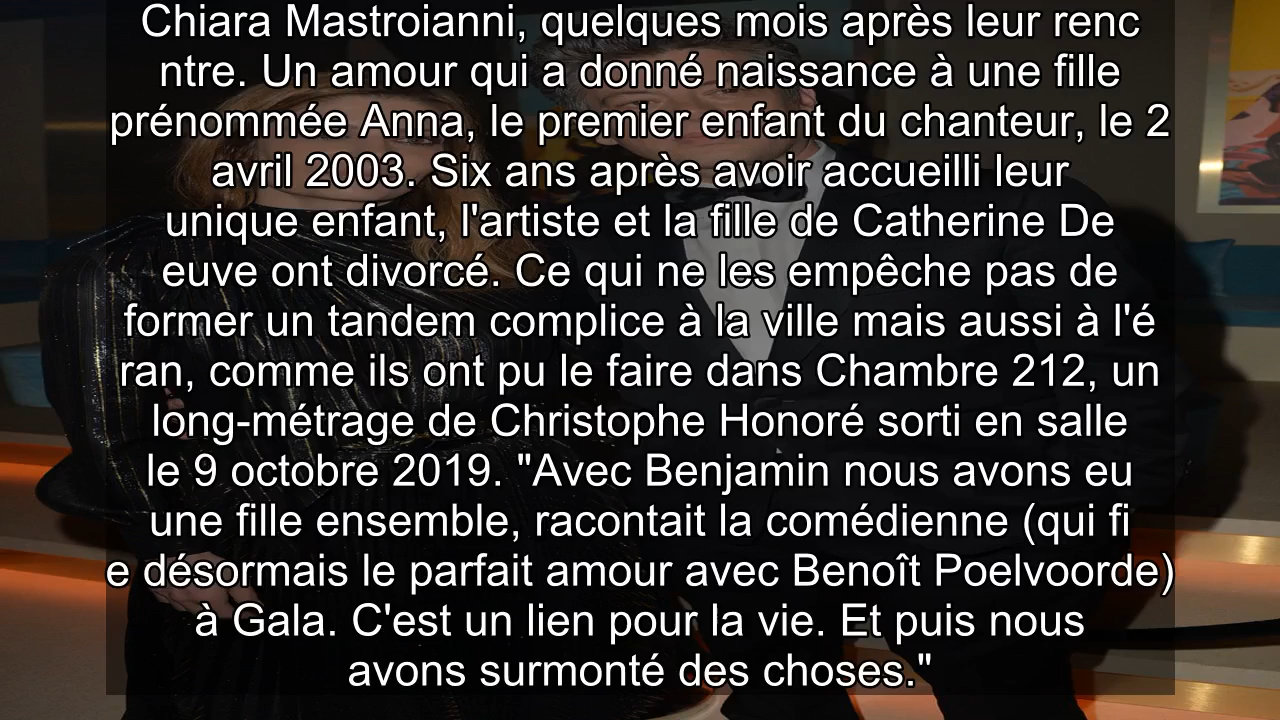 Chiara Mastroianni, quelques mois après leur renc
ntre. Un amour qui a donné naissance à une fille
prénommée Anna, le premier enfant du chanteur, le 2
avril 2003. Six ans après avoir accueilli leur
unique enfant, l'artiste et la fille de Catherine De
euve ont divorcé. Ce qui ne les empêche pas de
former un tandem complice à la ville mais aussi à l'é
ran, comme ils ont pu le faire dans Chambre 212, un
long-métrage de Christophe Honoré sorti en salle
le 9 octobre 2019. "Avec Benjamin nous avons eu
une fille ensemble, racontait la comédienne (qui fi
e désormais le parfait amour avec Benoît Poelvoorde)
à Gala. C'est un lien pour la vie. Et puis nous
avons surmonté des choses."